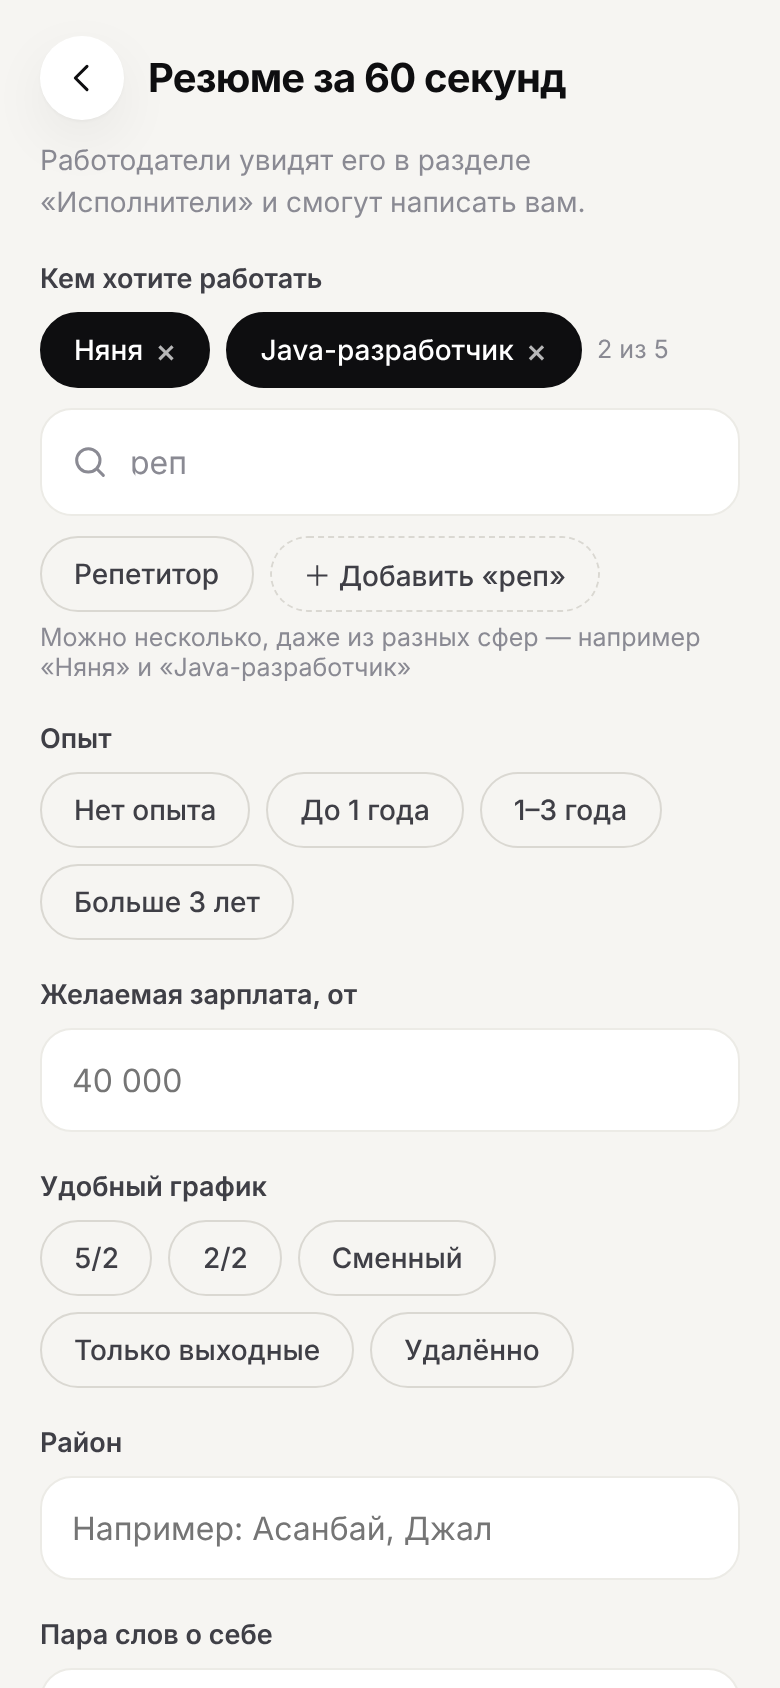 Резюме за 60 секунд
Работодатели увидят его в разделе
«Исполнители» и смогут написать вам.
Кем хотите работать
Няня × Java-разработчик × 2 из 5
реп
Репетитор + Добавить «реп»
Можно несколько, даже из разных сфер — например
«Няня» и «Java-разработчик»
Опыт
Нет опыта До 1 года 1–3 года
Больше 3 лет
Желаемая зарплата, от
40 000
Удобный график
5/2 2/2 Сменный
Только выходные Удалённо
Район
Например: Асанбай, Джал
Пара слов о себе